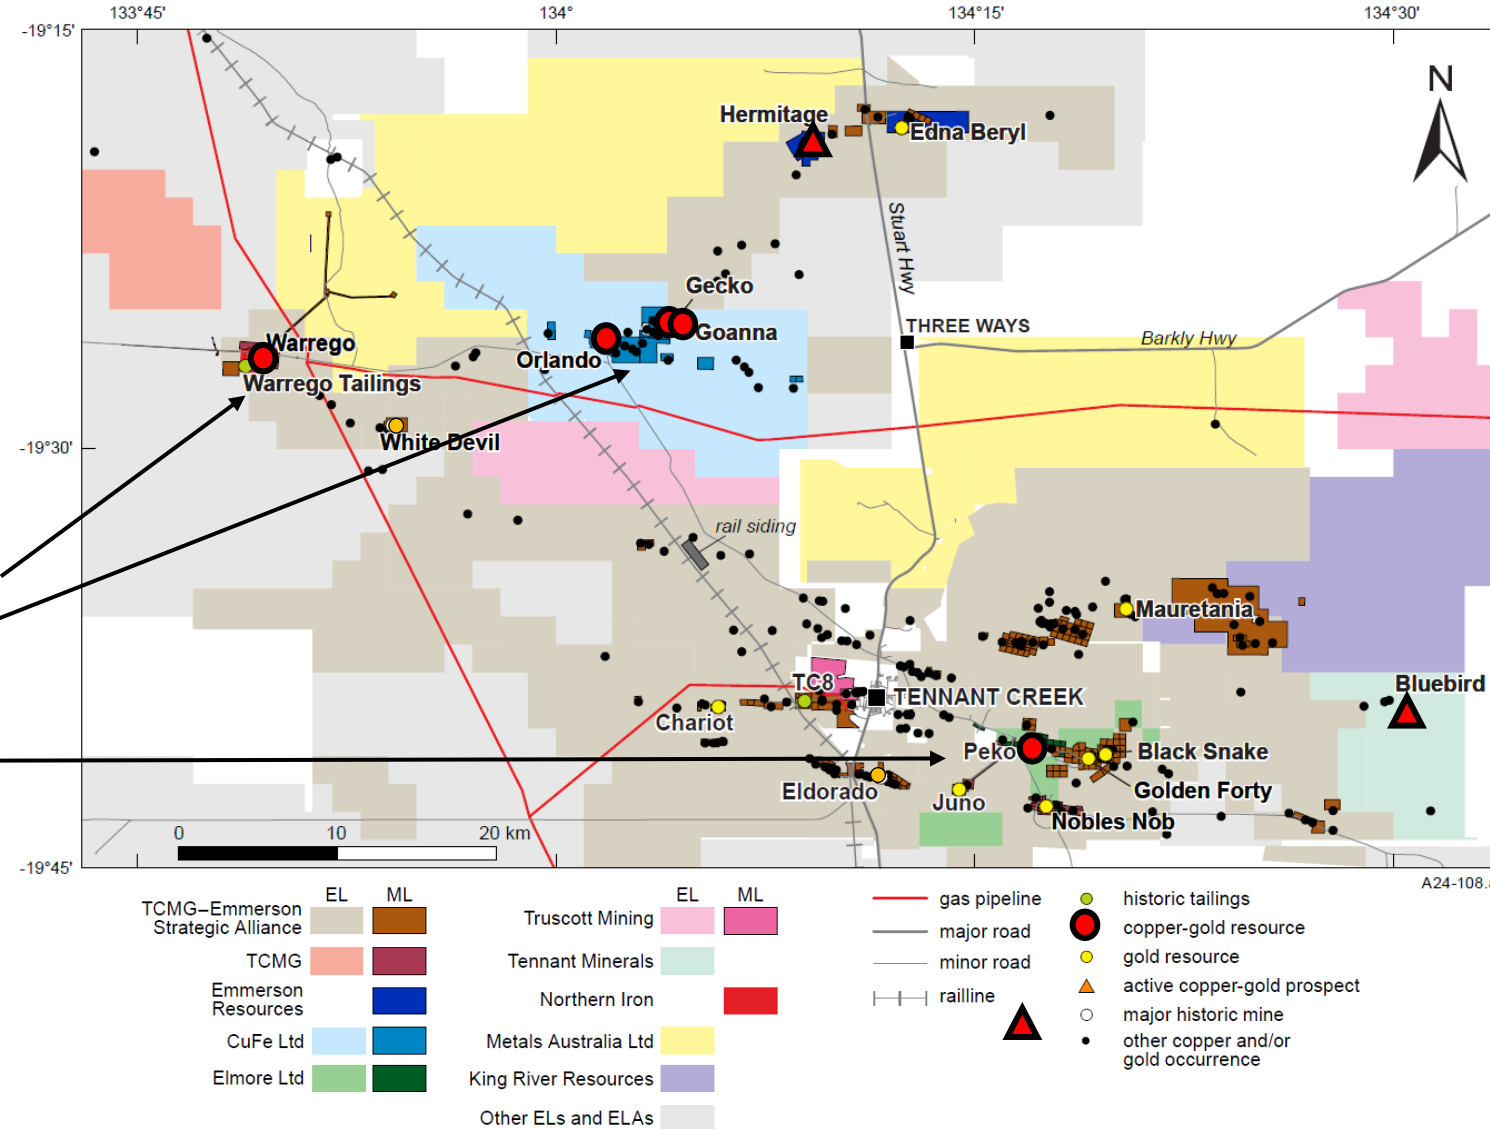 133°45'
134°
134°15'
134°30'
-19°15'
N
Hermitage
Edna Beryl
Stuart Hwy
Gecko
Goanna
THREE WAYS
Barkly Hwy
Orlando
Warrego
Warrego Tailings
White Devil
-19°30'
rail siding
Mauretania
TC8
TENNANT CREEK
Bluebird
Chariot
Peko
Black Snake
Eldorado
Juno
Golden Forty
Nobles Nob
0 10 20 km
-19°45'
A24-108.
EL ML
TCMG–Emmerson
Strategic Alliance
TCMG
Emmerson
Resources
CuFe Ltd
Elmore Ltd
EL ML
Truscott Mining
Tennant Minerals
Northern Iron
Metals Australia Ltd
King River Resources
Other ELs and ELAs
gas pipeline
major road
minor road
railline
historic tailings
copper-gold resource
gold resource
active copper-gold prospect
major historic mine
other copper and/or
gold occurrence